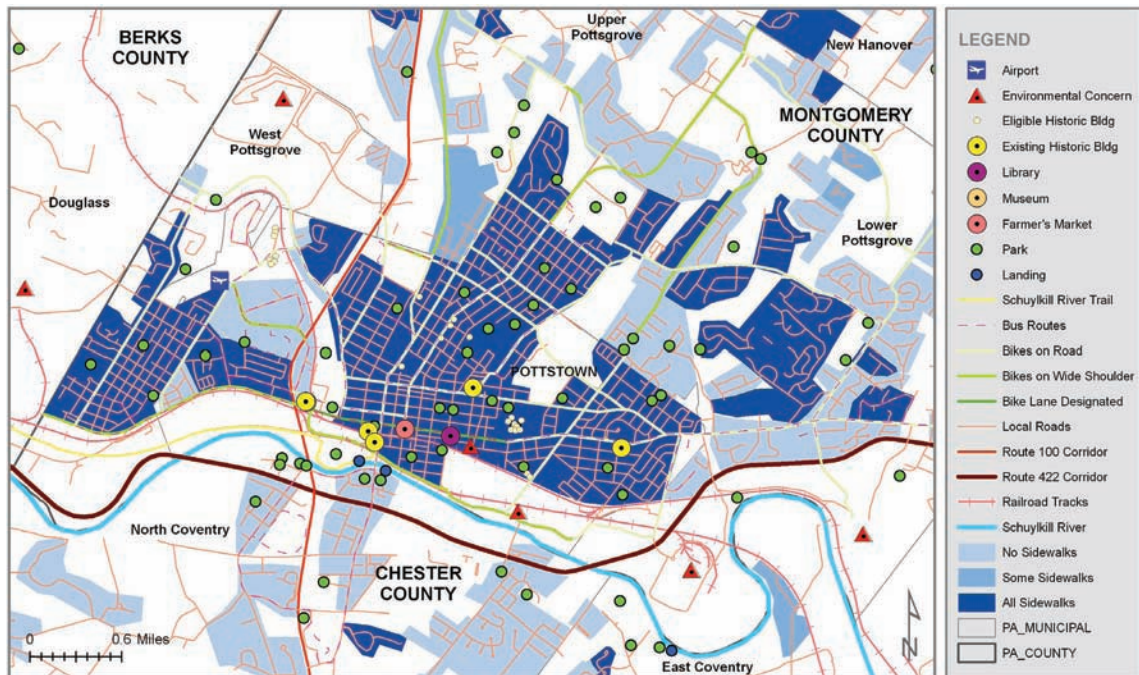 BERKS
COUNTY
Upper
Pottsgrove
New Hanover
MONTGOMERY
COUNTY
West
Pottsgrove
Douglass
Lower
Pottsgrove
POTTSTOWN
North Coventry
CHESTER
COUNTY
East Coventry
0 0.6 Miles
N
LEGEND
Airport
Environmental Concern
Eligible Historic Bldg
Existing Historic Bldg
Library
Museum
Farmer's Market
Park
Landing
Schuylkill River Trail
Bus Routes
Bikes on Road
Bikes on Wide Shoulder
Bike Lane Designated
Local Roads
Route 100 Corridor
Route 422 Corridor
Railroad Tracks
Schuylkill River
No Sidewalks
Some Sidewalks
All Sidewalks
PA_MUNICIPAL
PA_COUNTY